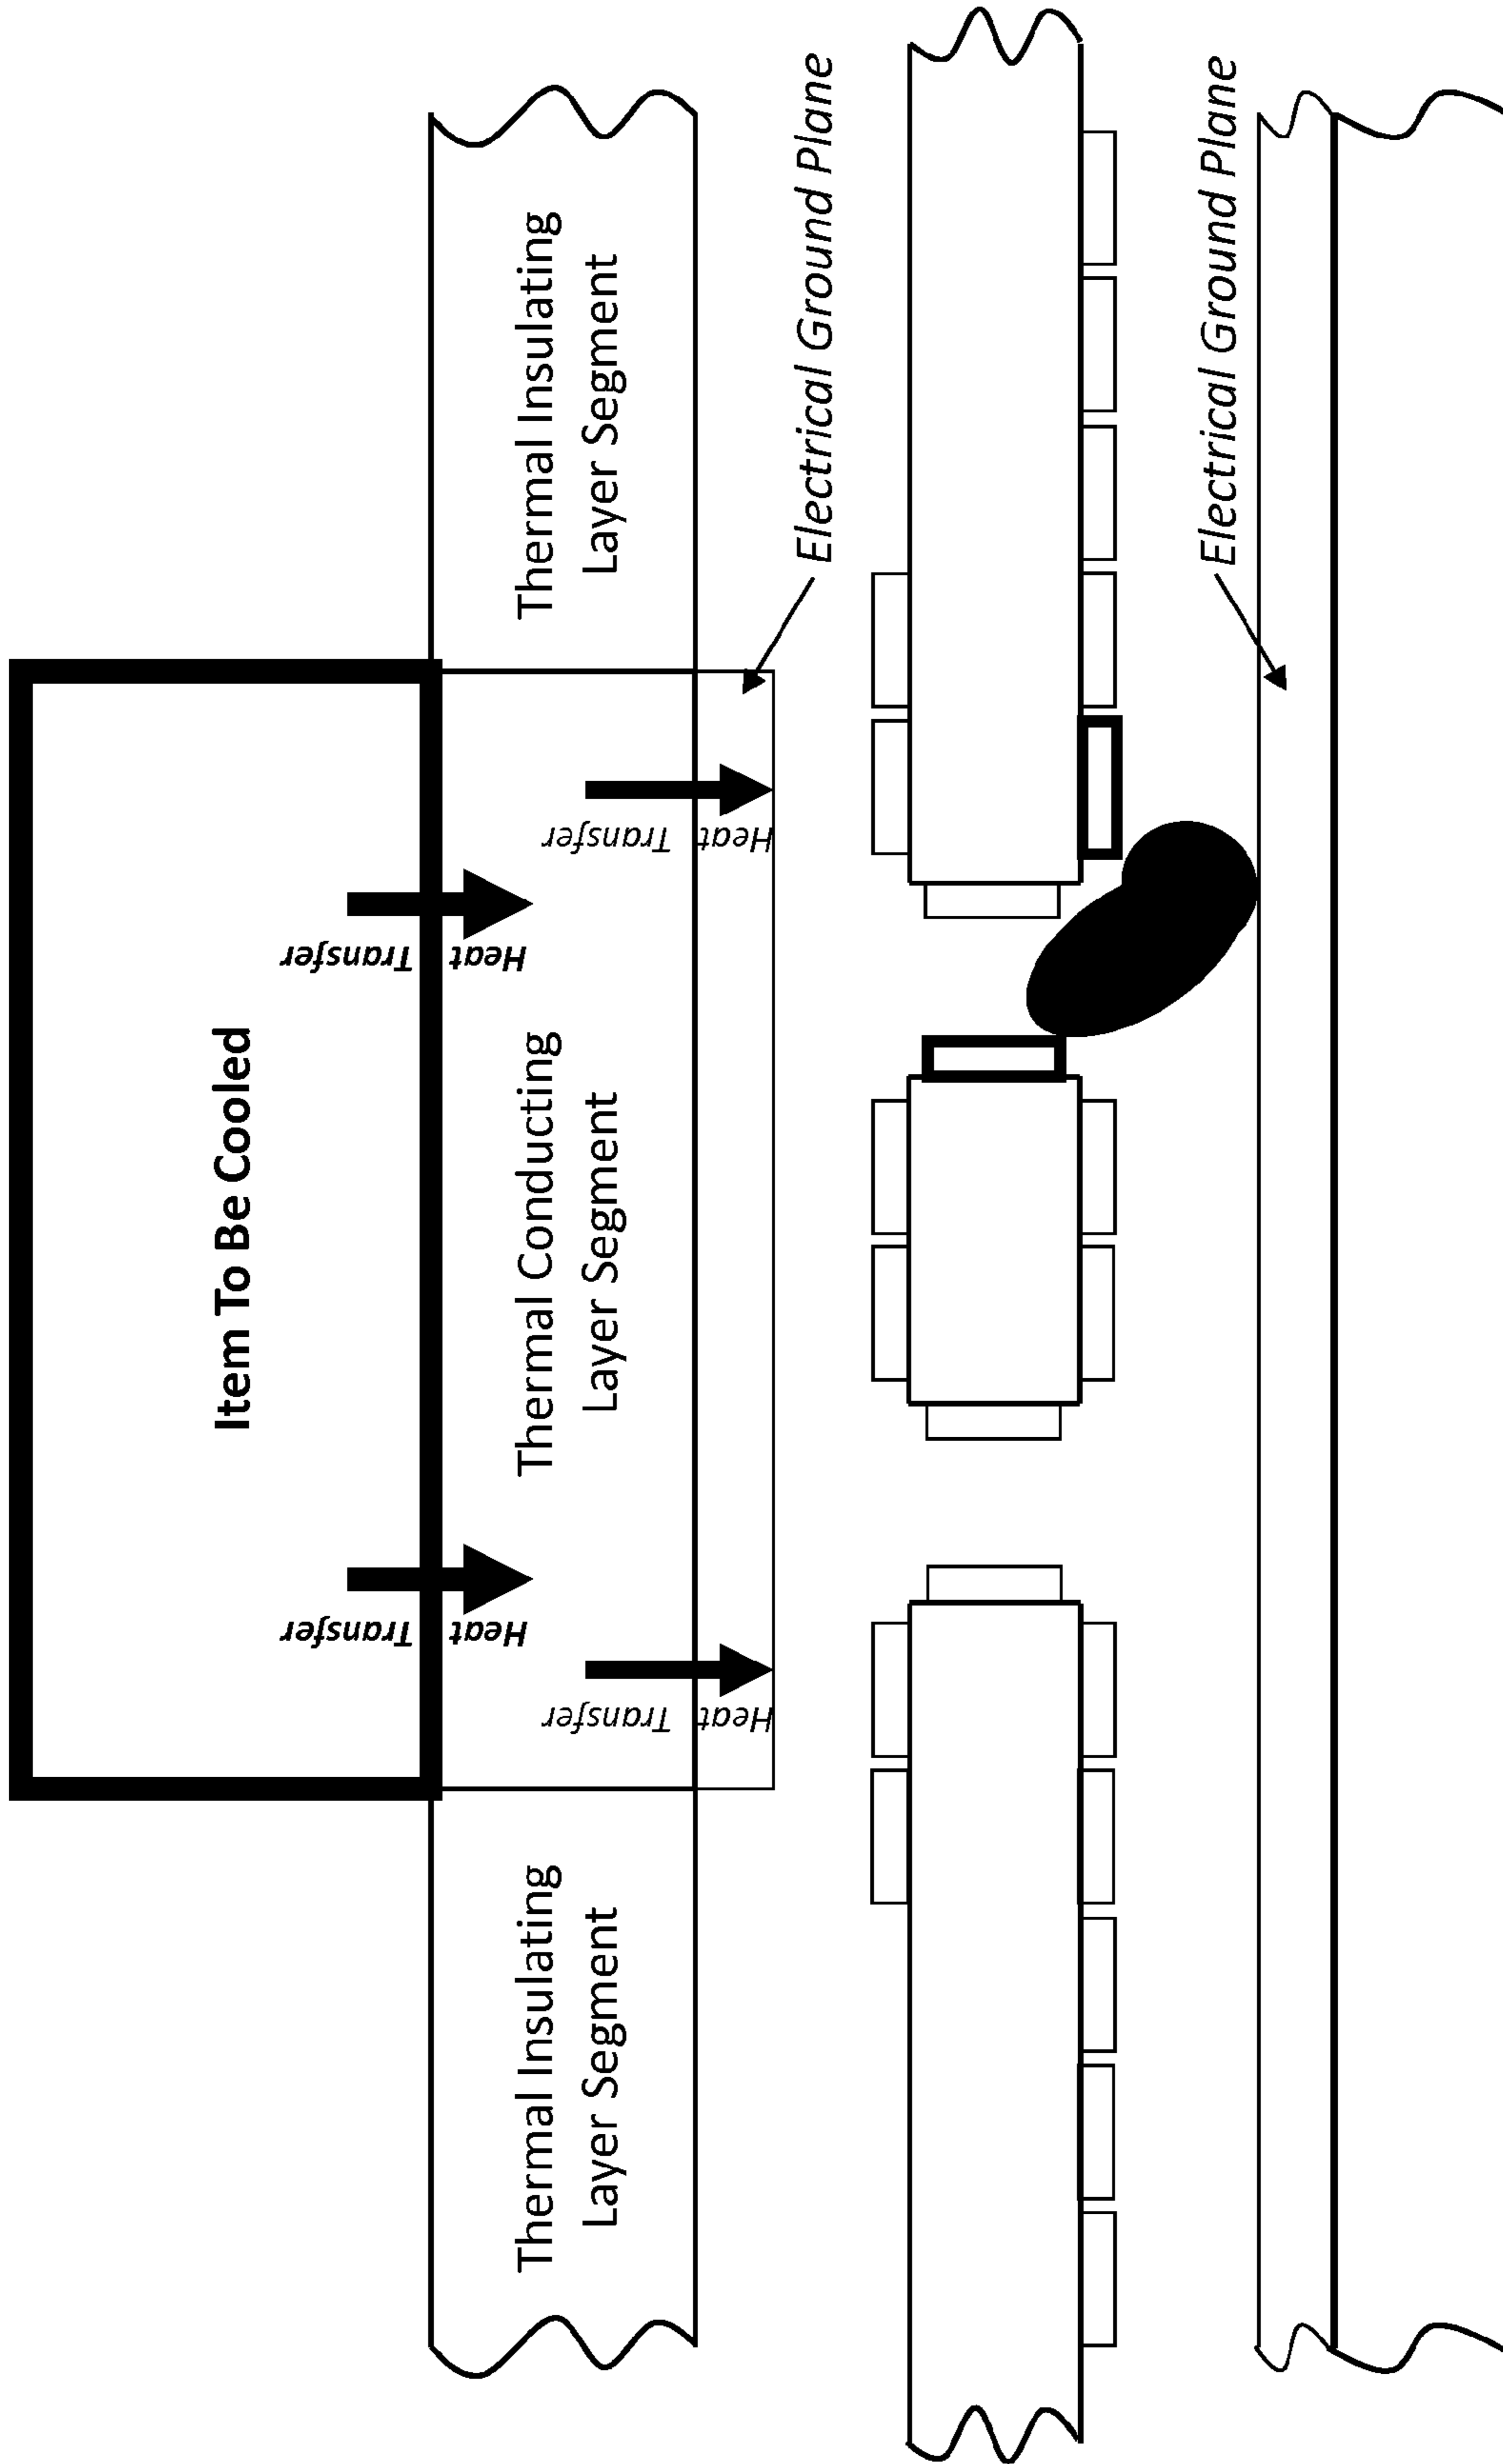 Item To Be Cooled
Heat
Transfer
Heat
Transfer
Thermal Insulating
Layer Segment
Thermal Conducting
Layer Segment
Thermal Insulating
Layer Segment
Heat
Transfer
Heat
Transfer
Electrical Ground Plane
Electrical Ground Plane